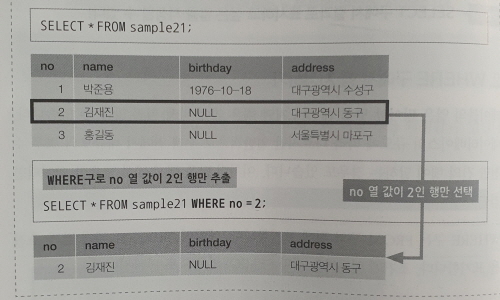 SELECT * FROM sample21;
no name birthday address
1 박준용 1976-10-18 대구광역시 수성구
2 김재진 NULL 대구광역시 동구
3 홍길동 NULL 서울특별시 마포구
WHERE구로 no 열 값이 2인 행만 추출
no 열 값이 2인 행만 선택
SELECT * FROM sample21 WHERE no = 2;
no name birthday address
2 김재진 NULL 대구광역시 동구